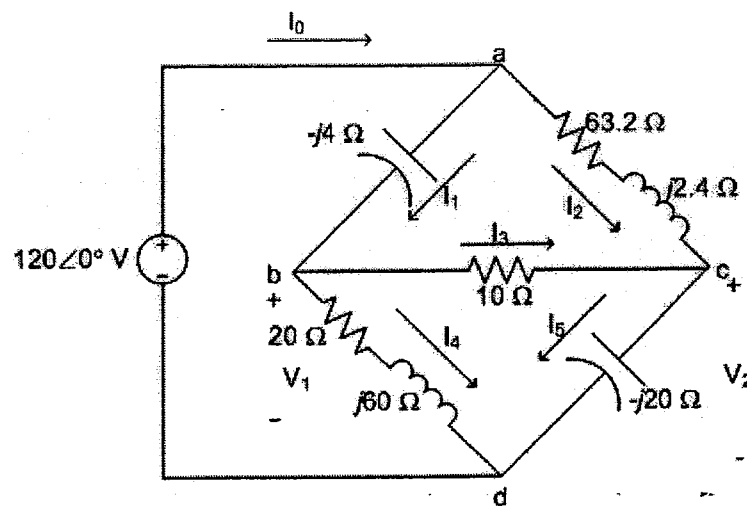 I₀
a
-j4 Ω
63.2 Ω
I₁
I₂
j2.4 Ω
120∠0° V
+
-
b
I₃
c
+
+
10 Ω
20 Ω
I₄
I₅
V₁
j60 Ω
-j20 Ω
V₂
-
-
d